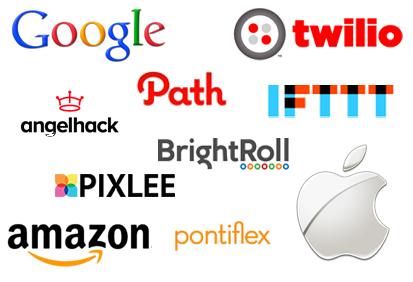 Google
twilio
Path
IFTTT
angelhack
BrightRoll
PIXLEE
amazon
pontiflex